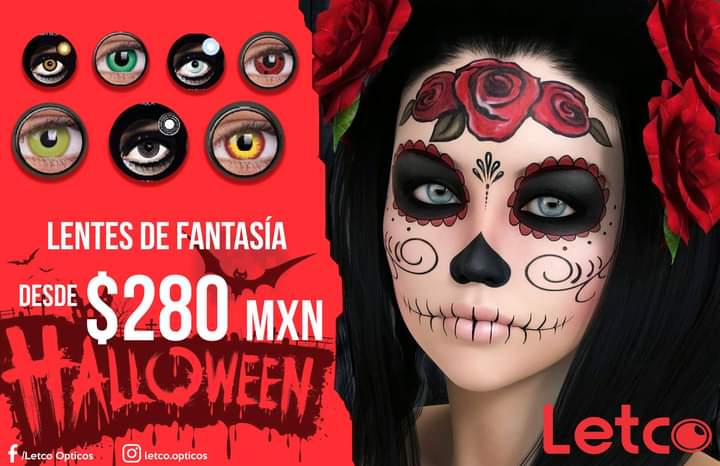 LENTES DE FANTASÍA
DESDE $280 MXN
HALLOWEEN
/Letco Opticos
letco.opticos
Letco